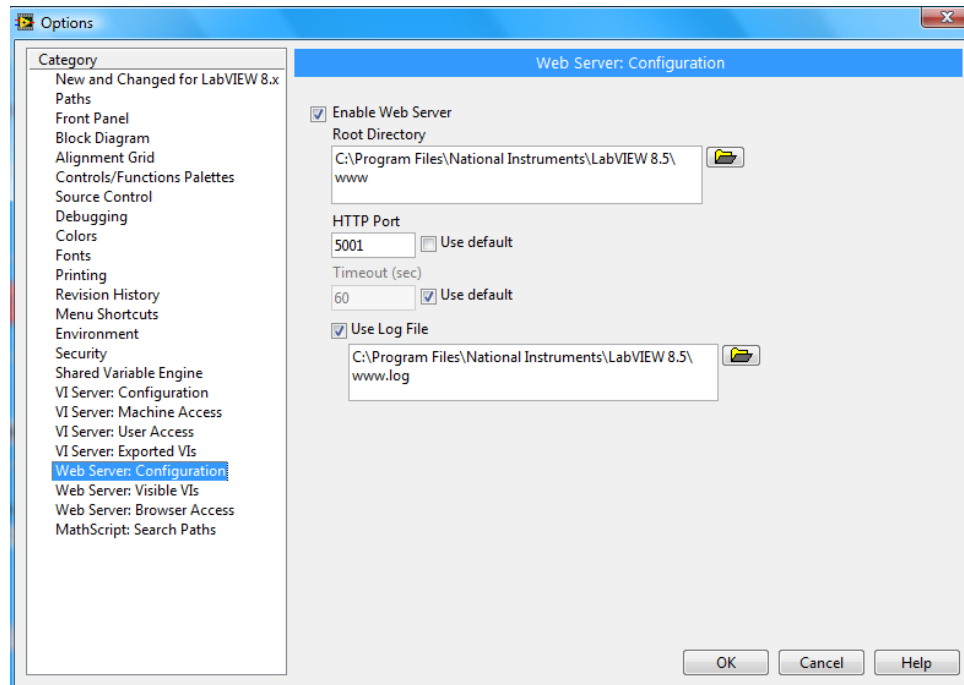 Options
Category
New and Changed for LabVIEW 8.x
Paths
Front Panel
Block Diagram
Alignment Grid
Controls/Functions Palettes
Source Control
Debugging
Colors
Fonts
Printing
Revision History
Menu Shortcuts
Environment
Security
Shared Variable Engine
VI Server: Configuration
VI Server: Machine Access
VI Server: User Access
VI Server: Exported VIs
Web Server: Configuration
Web Server: Visible VIs
Web Server: Browser Access
MathScript: Search Paths
Web Server: Configuration
Enable Web Server
Root Directory
C:\Program Files\National Instruments\LabVIEW 8.5\
www
HTTP Port
5001 Use default
Timeout (sec)
60 Use default
Use Log File
C:\Program Files\National Instruments\LabVIEW 8.5\
www.log
OK Cancel Help